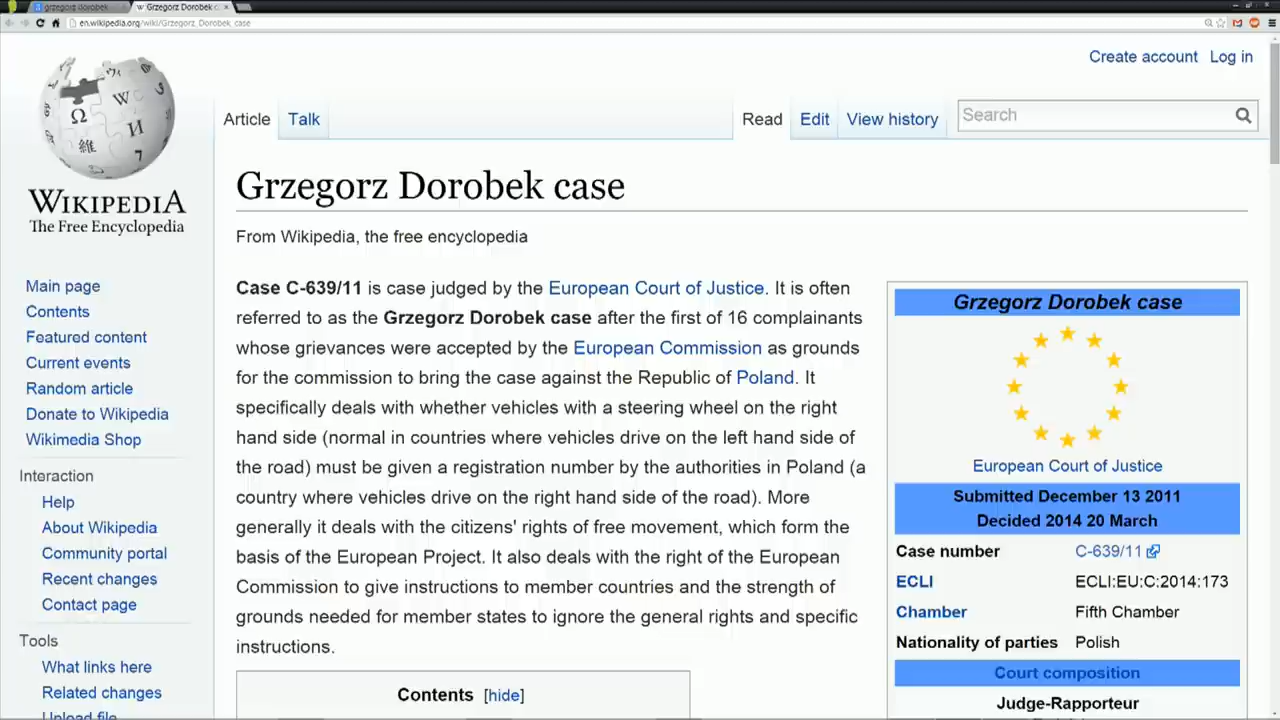 grzegorz dorobek
Grzegorz Dorobek c
en.wikipedia.org/wiki/Grzegorz_Dorobek_case
Create account Log in
Article Talk Read Edit View history Search
WIKIPEDIA
The Free Encyclopedia
Grzegorz Dorobek case
From Wikipedia, the free encyclopedia
Case C-639/11 is case judged by the European Court of Justice. It is often
referred to as the Grzegorz Dorobek case after the first of 16 complainants
whose grievances were accepted by the European Commission as grounds
for the commission to bring the case against the Republic of Poland. It
specifically deals with whether vehicles with a steering wheel on the right
hand side (normal in countries where vehicles drive on the left hand side of
the road) must be given a registration number by the authorities in Poland (a
country where vehicles drive on the right hand side of the road). More
generally it deals with the citizens' rights of free movement, which form the
basis of the European Project. It also deals with the right of the European
Commission to give instructions to member countries and the strength of
grounds needed for member states to ignore the general rights and specific
instructions.
Contents [hide]
Grzegorz Dorobek case
European Court of Justice
Submitted December 13 2011
Decided 2014 20 March
Case number C-639/11
ECLI ECLI:EU:C:2014:173
Chamber Fifth Chamber
Nationality of parties Polish
Court composition
Judge-Rapporteur
Main page
Contents
Featured content
Current events
Random article
Donate to Wikipedia
Wikimedia Shop
Interaction
Help
About Wikipedia
Community portal
Recent changes
Contact page
Tools
What links here
Related changes
Upload file